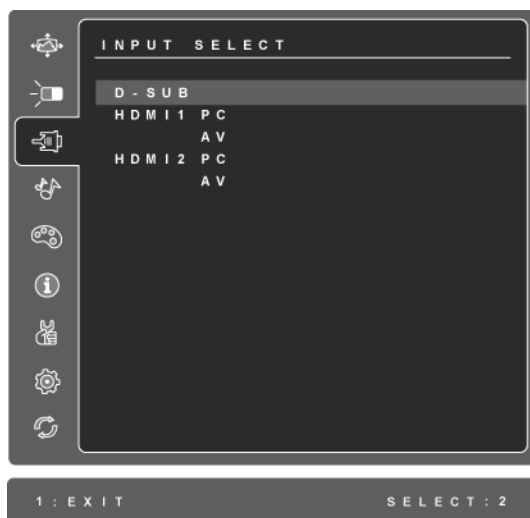 INPUT SELECT
D-SUB
HDMI1 PC
AV
HDMI2 PC
AV
1:EXIT SELECT:2